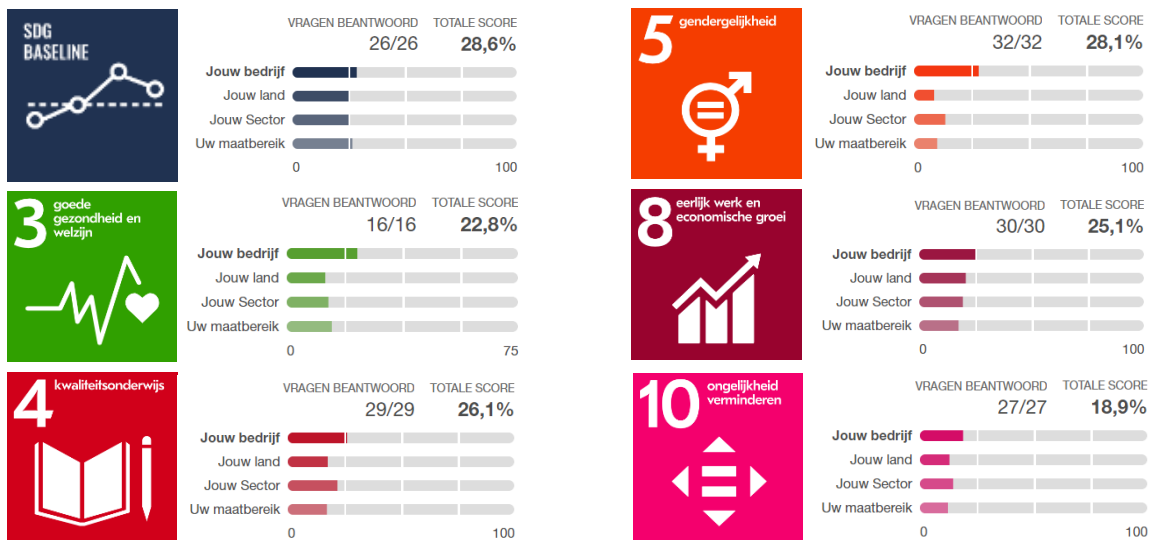 SDG
BASELINE
VRAGEN BEANTWOORD TOTALE SCORE
26/26 28,6%
Jouw bedrijf
Jouw land
Jouw Sector
Uw maatbereik
0 100
3 goede
gezondheid en
welzijn
VRAGEN BEANTWOORD TOTALE SCORE
16/16 22,8%
Jouw bedrijf
Jouw land
Jouw Sector
Uw maatbereik
0 75
4 kwaliteitsonderwijs
VRAGEN BEANTWOORD TOTALE SCORE
29/29 26,1%
Jouw bedrijf
Jouw land
Jouw Sector
Uw maatbereik
0 100
5 gendergelijkheid
VRAGEN BEANTWOORD TOTALE SCORE
32/32 28,1%
Jouw bedrijf
Jouw land
Jouw Sector
Uw maatbereik
0 100
8 eerlijk werk en
economische groei
VRAGEN BEANTWOORD TOTALE SCORE
30/30 25,1%
Jouw bedrijf
Jouw land
Jouw Sector
Uw maatbereik
0 100
10 ongelijkheid
verminderen
VRAGEN BEANTWOORD TOTALE SCORE
27/27 18,9%
Jouw bedrijf
Jouw land
Jouw Sector
Uw maatbereik
0 100